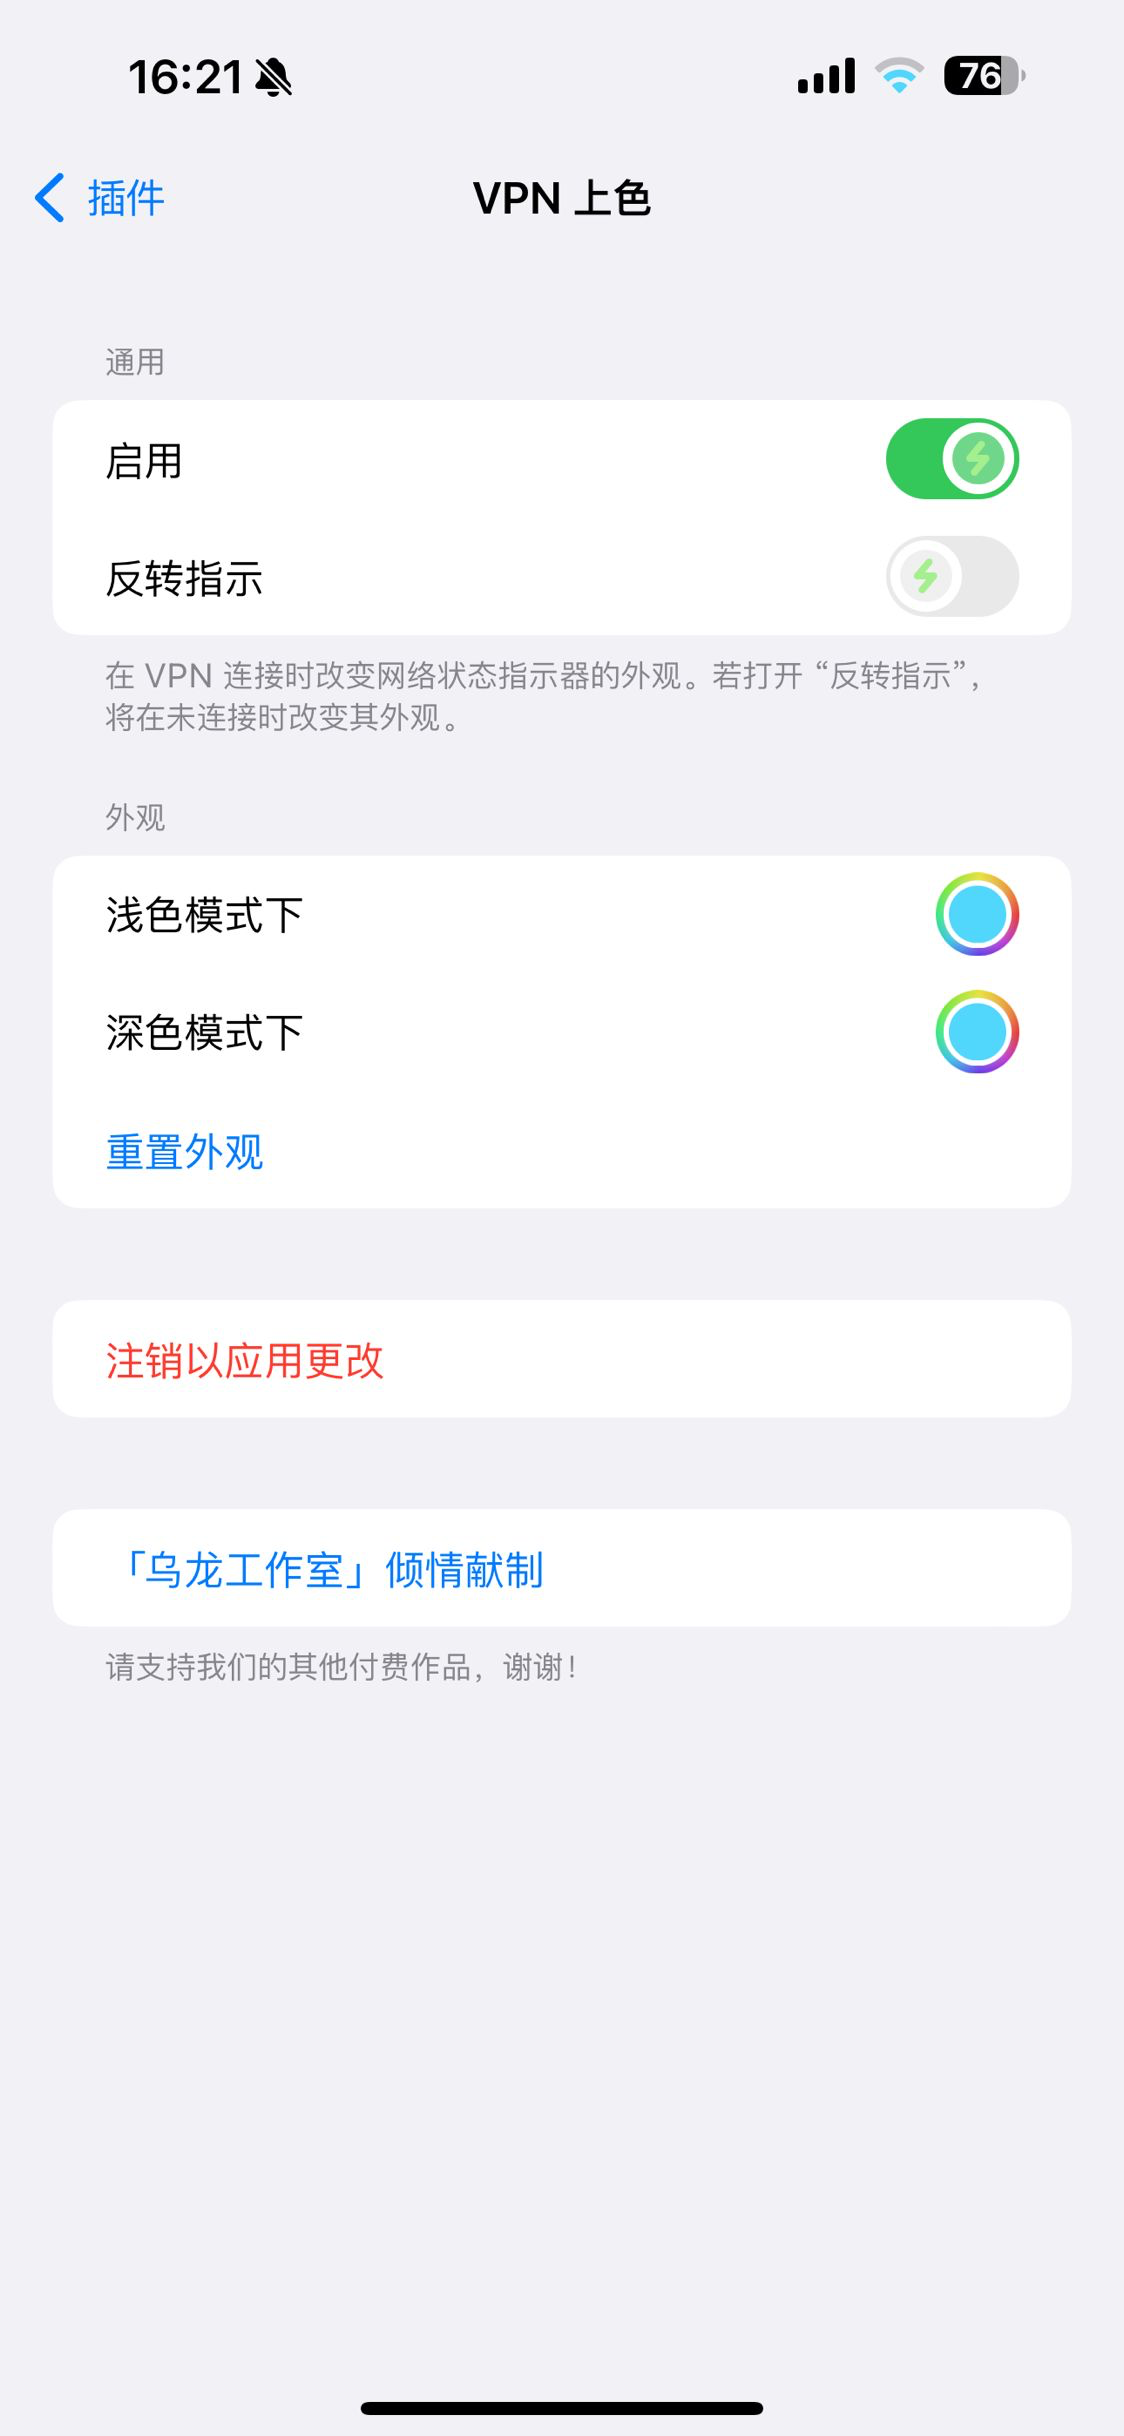 16:21
76
插件
VPN 上色
通用
启用
反转指示
在 VPN 连接时改变网络状态指示器的外观。若打开 “反转指示”，
将在未连接时改变其外观。
外观
浅色模式下
深色模式下
重置外观
注销以应用更改
「乌龙工作室」倾情献制
请支持我们的其他付费作品，谢谢！